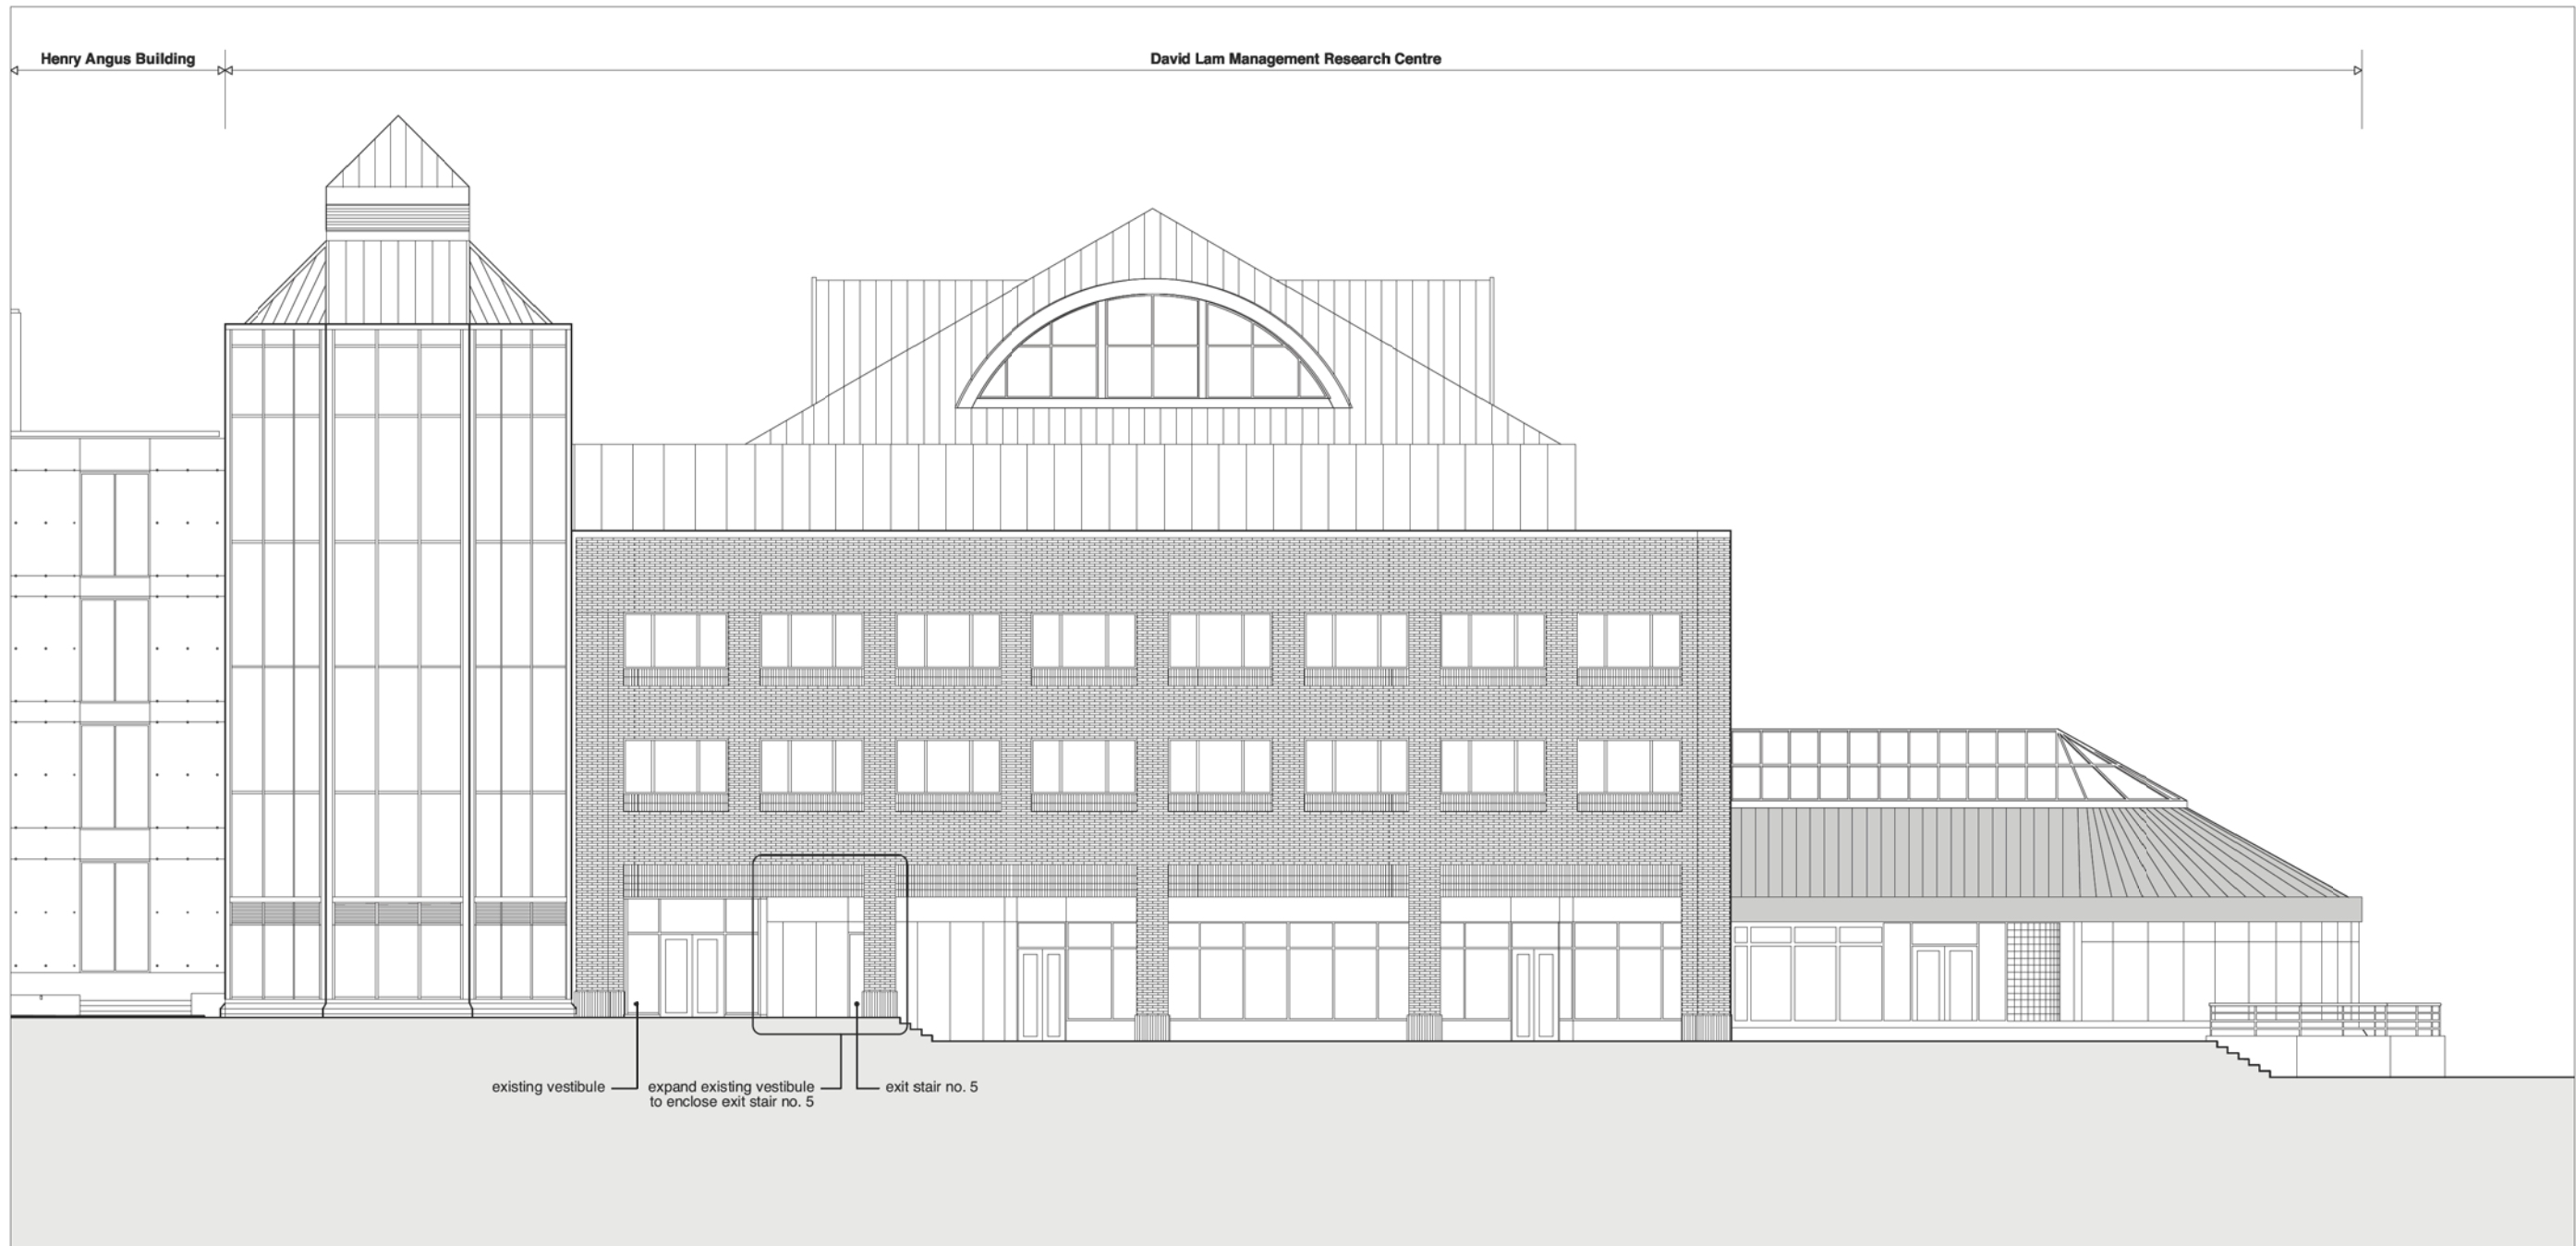 Henry Angus Building
David Lam Management Research Centre
existing vestibule
expand existing vestibule
to enclose exit stair no. 5
exit stair no. 5